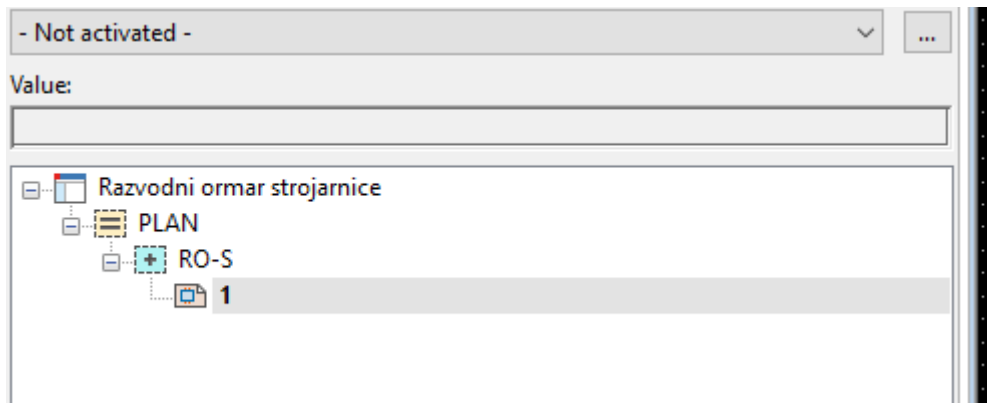 - Not activated -
...
Value:
Razvodni ormar strojarnice
PLAN
RO-S
1